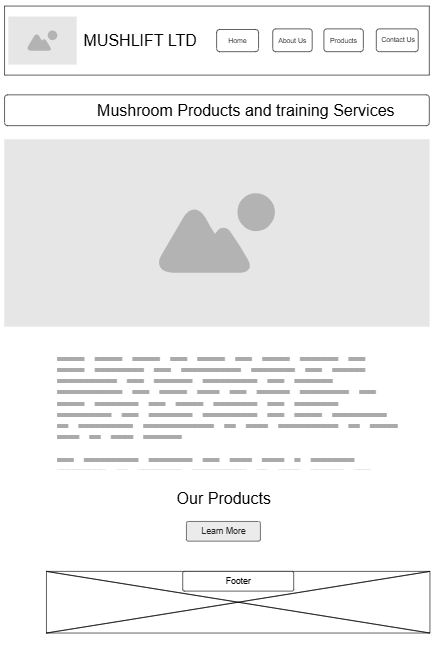 MUSHLIFT LTD
Home
About Us
Products
Contact Us
Mushroom Products and training Services
Our Products
Learn More
Footer